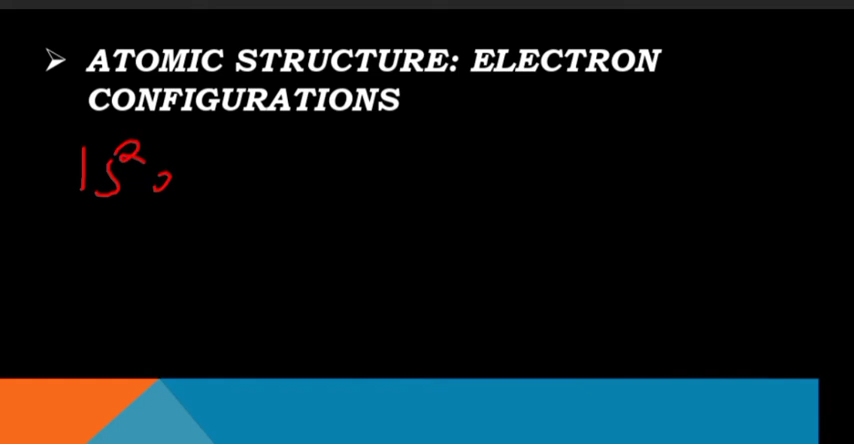 ATOMIC STRUCTURE: ELECTRON
CONFIGURATIONS
1s²